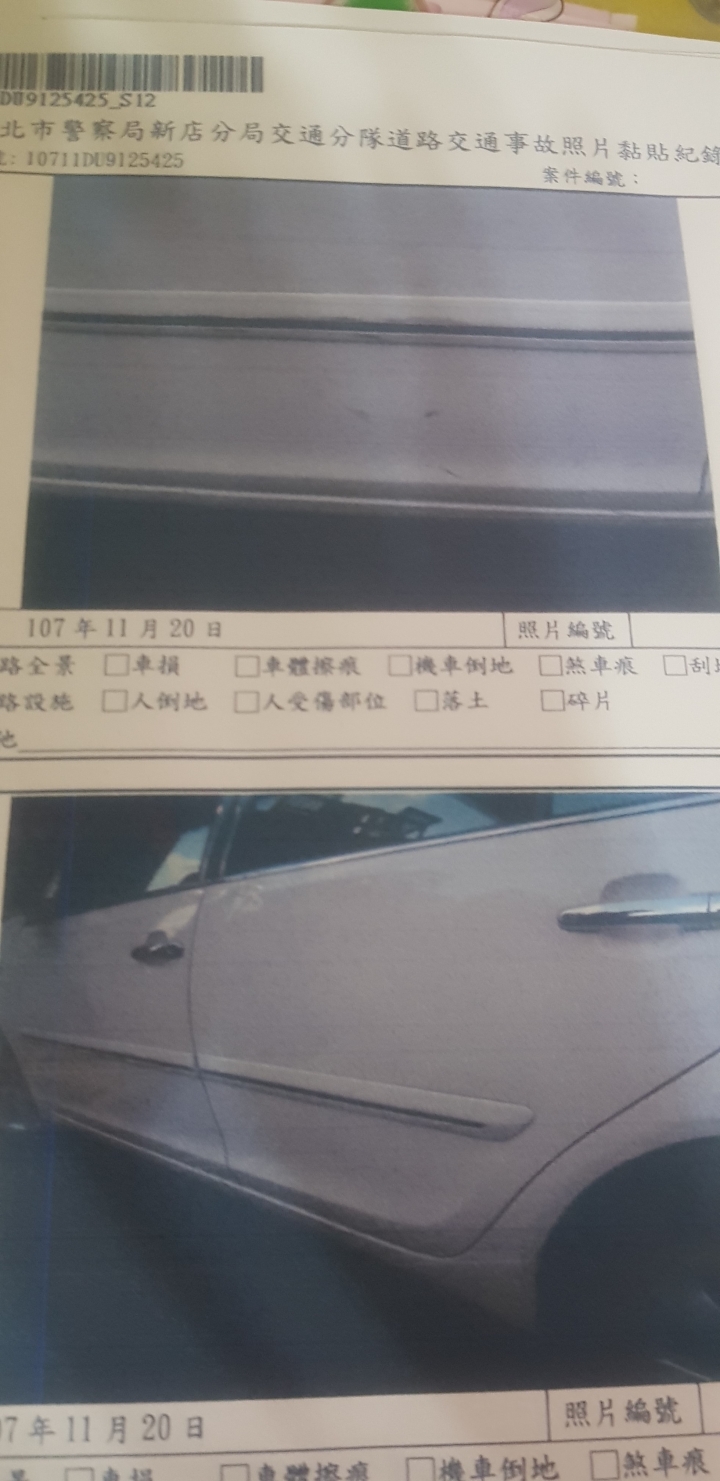 DU9125425_S12
北市警察局新店分局交通分隊道路交通事故照片黏貼紀錄
: 10711DU9125425
案件編號：
107 年 11 月 20 日 照片編號
路全景 □車損 □車體擦痕 □機車倒地 □煞車痕 □刮地
路設施 □人倒地 □人受傷部位 □落土 □碎片
他
07 年 11 月 20 日 照片編號
景 □車損 □車體擦痕 □機車倒地 □煞車痕